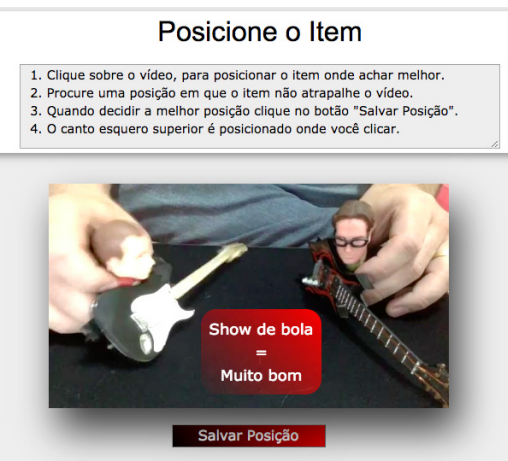 Posicione o Item
1. Clique sobre o vídeo, para posicionar o item onde achar melhor.
2. Procure uma posição em que o item não atrapalhe o vídeo.
3. Quando decidir a melhor posição clique no botão "Salvar Posição".
4. O canto esquero superior é posicionado onde você clicar.
Show de bola
=
Muito bom
Salvar Posição